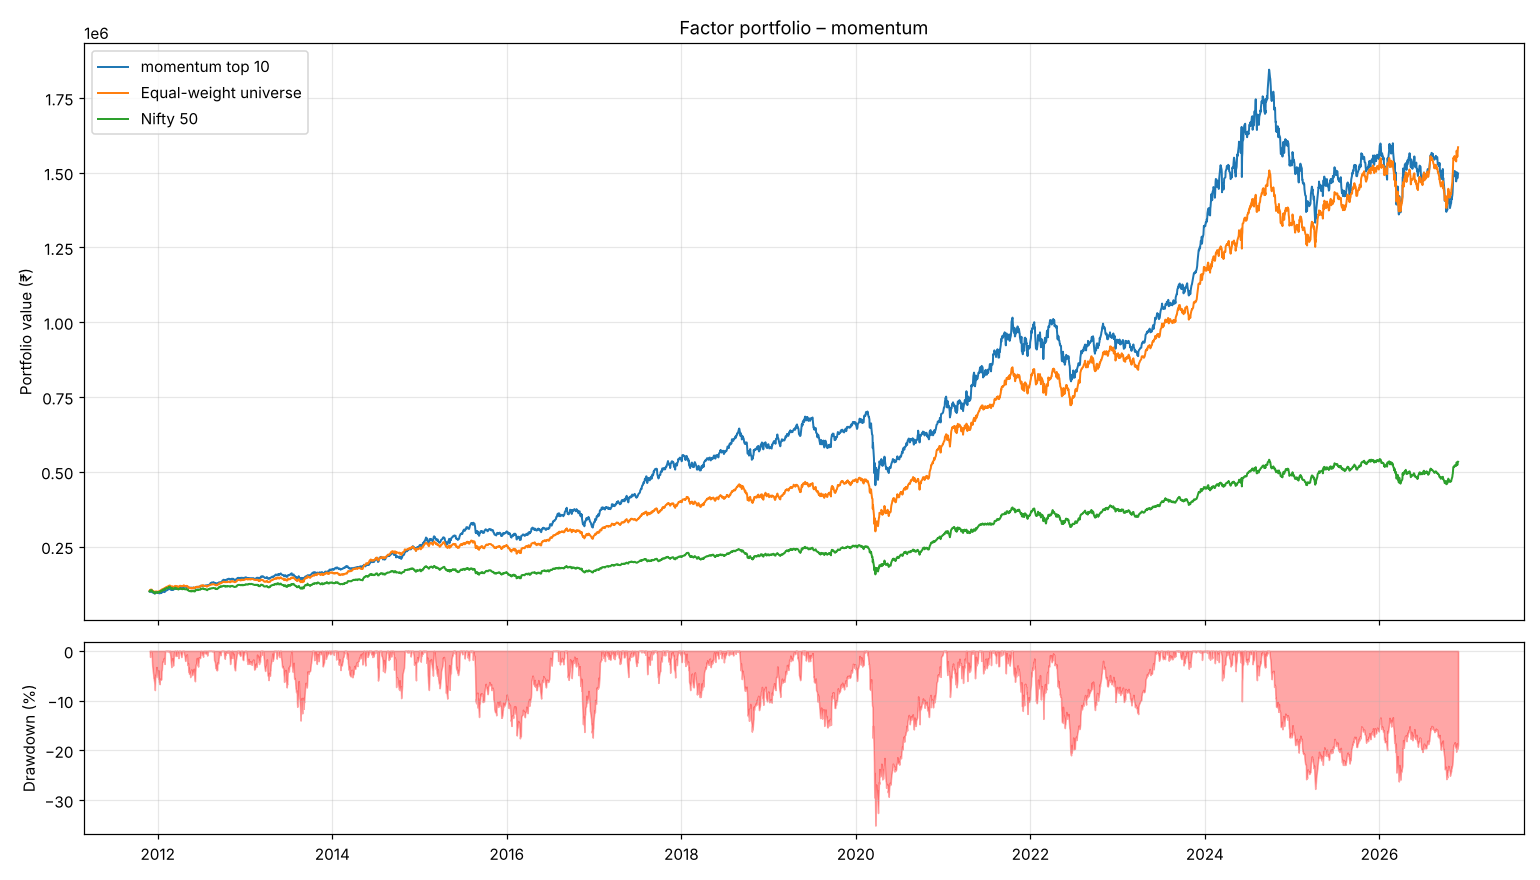 Factor portfolio – momentum
1e6
momentum top 10
Equal-weight universe
Nifty 50
Portfolio value (₹)
1.75
1.50
1.25
1.00
0.75
0.50
0.25
Drawdown (%)
0
−10
−20
−30
2012 2014 2016 2018 2020 2022 2024 2026